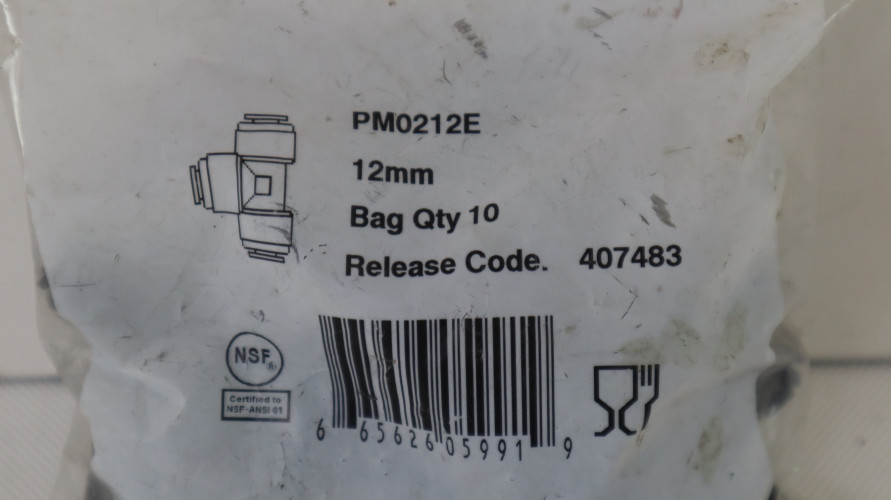 PM0212E
12mm
Bag Qty 10
Release Code. 407483
NSF®
Certified to
NSF-ANSI 61
6 65626 05991 9